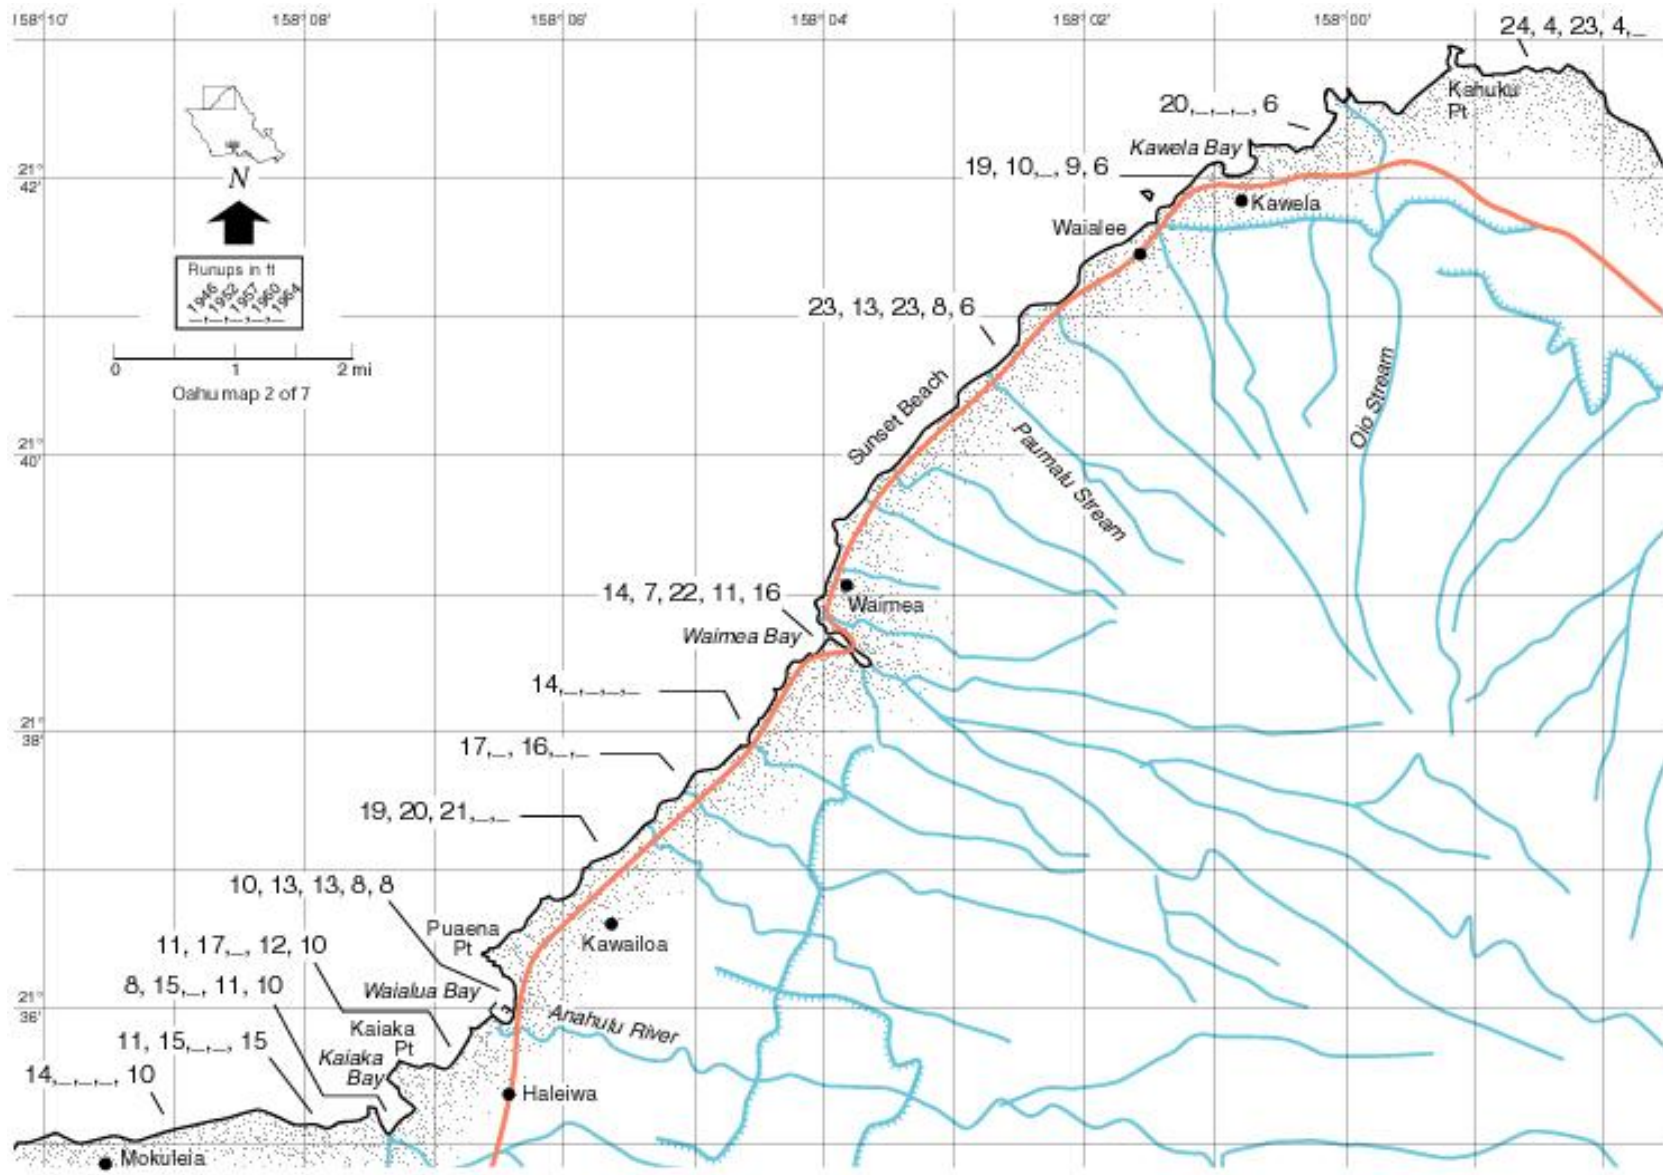 158° 10'
158° 08'
158° 06'
158° 04'
158° 02'
158° 00'
24, 4, 23, 4,_
Kahuku
Pt
20,_,_,_, 6
Kawela Bay
19, 10,_, 9, 6
21°
42'
N
Kawela
Waialee
Runups in ft
1946
1952
1957
1960
1964
_,_,_,_,_
23, 13, 23, 8, 6
0 1 2 mi
Oahu map 2 of 7
Sunset Beach
Paumalu Stream
Oio Stream
21°
40'
14, 7, 22, 11, 16
Waimea
Waimea Bay
14,_,_,_,_
21°
38'
17,_, 16,_,_
19, 20, 21,_,_
10, 13, 13, 8, 8
Puaena
Pt
Kawailoa
11, 17,_, 12, 10
8, 15,_, 11, 10
Waialua Bay
21°
36'
Anahulu River
Kaiaka
Pt
11, 15,_,_, 15
Kaiaka
Bay
14,_,_,_, 10
Haleiwa
Mokuleia